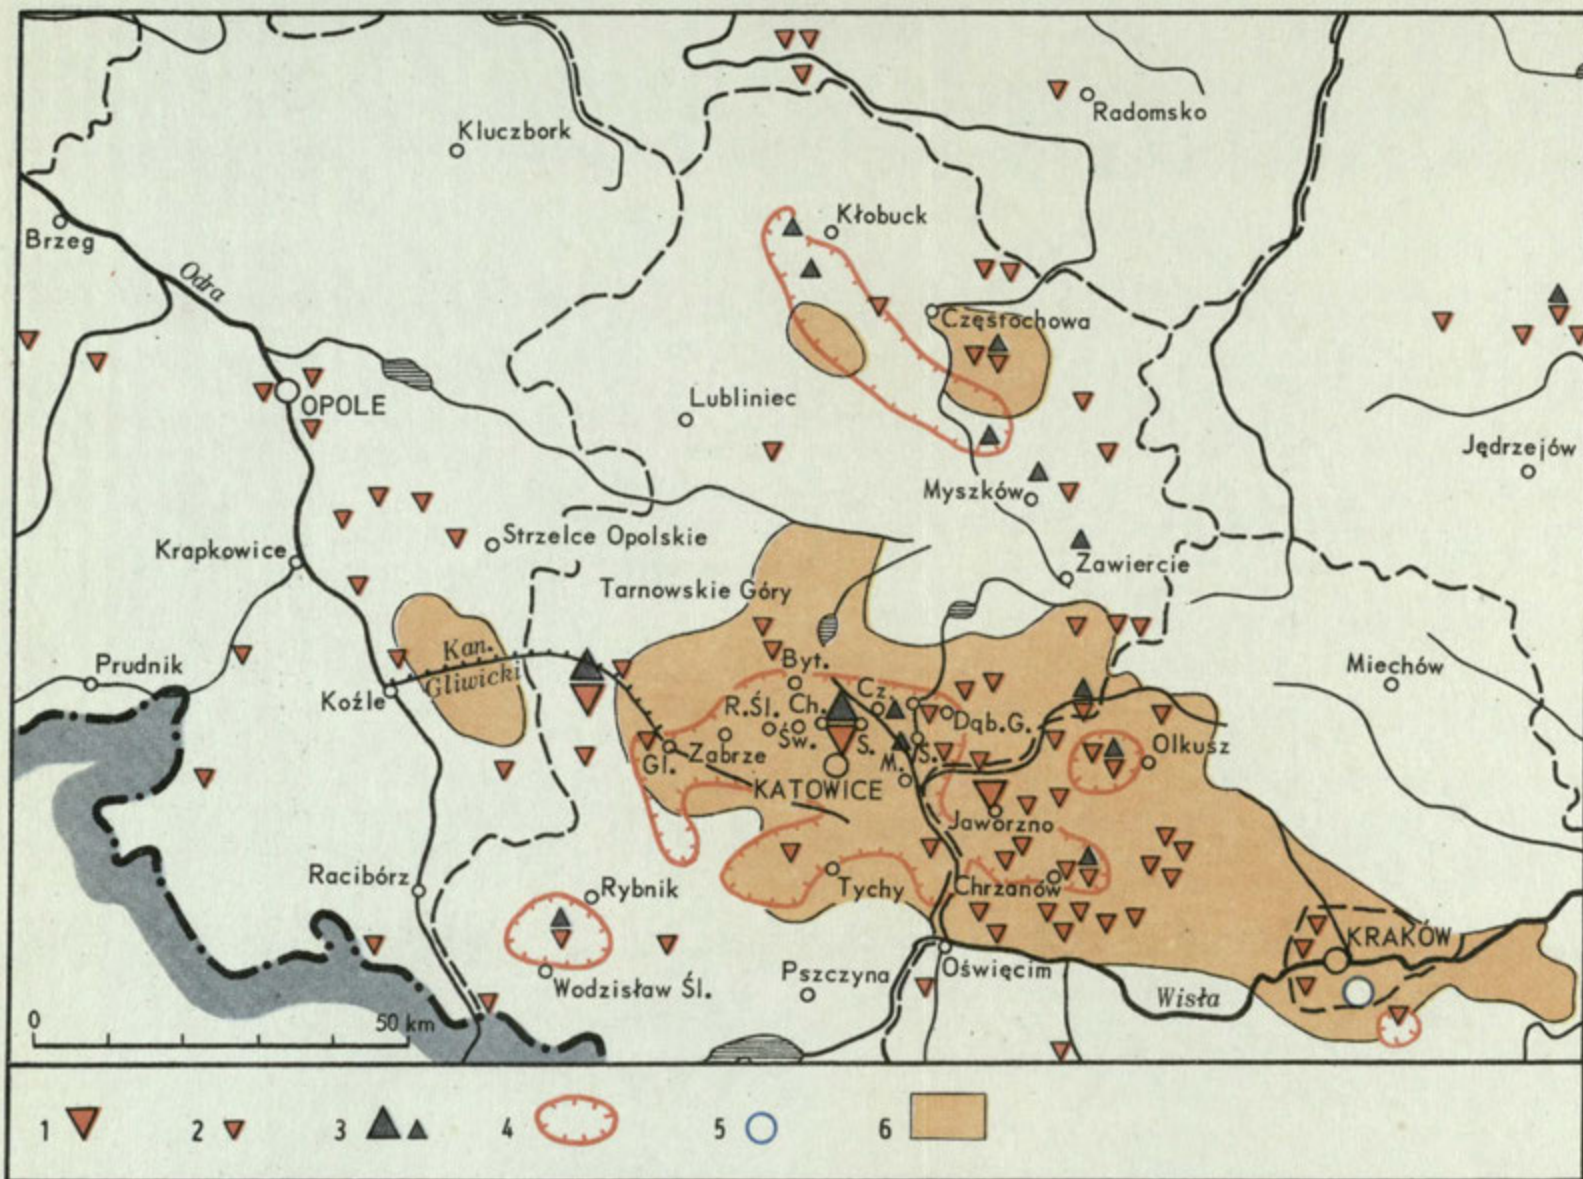 Radomsko
Kluczbork
Kłobuck
Brzeg
Odra
Częstochowa
Lubliniec
OPOLE
Jędrzejów
Myszków
Strzelce Opolskie
Krapkowice
Zawiercie
Tarnowskie Góry
Kan.
Gliwicki
Prudnik
Byt.
Miechów
Koźle
R.Śl.
Ch.
Cz.
Dąb.G.
Św.
S.
S.
Olkusz
Gl.
Zabrze
M.
KATOWICE
Jaworzno
Racibórz
Rybnik
Tychy
Chrzanów
KRAKÓW
Wodzisław Śl.
Pszczyna
Oświęcim
Wisła
0 50 km
1 2 3 4 5 6